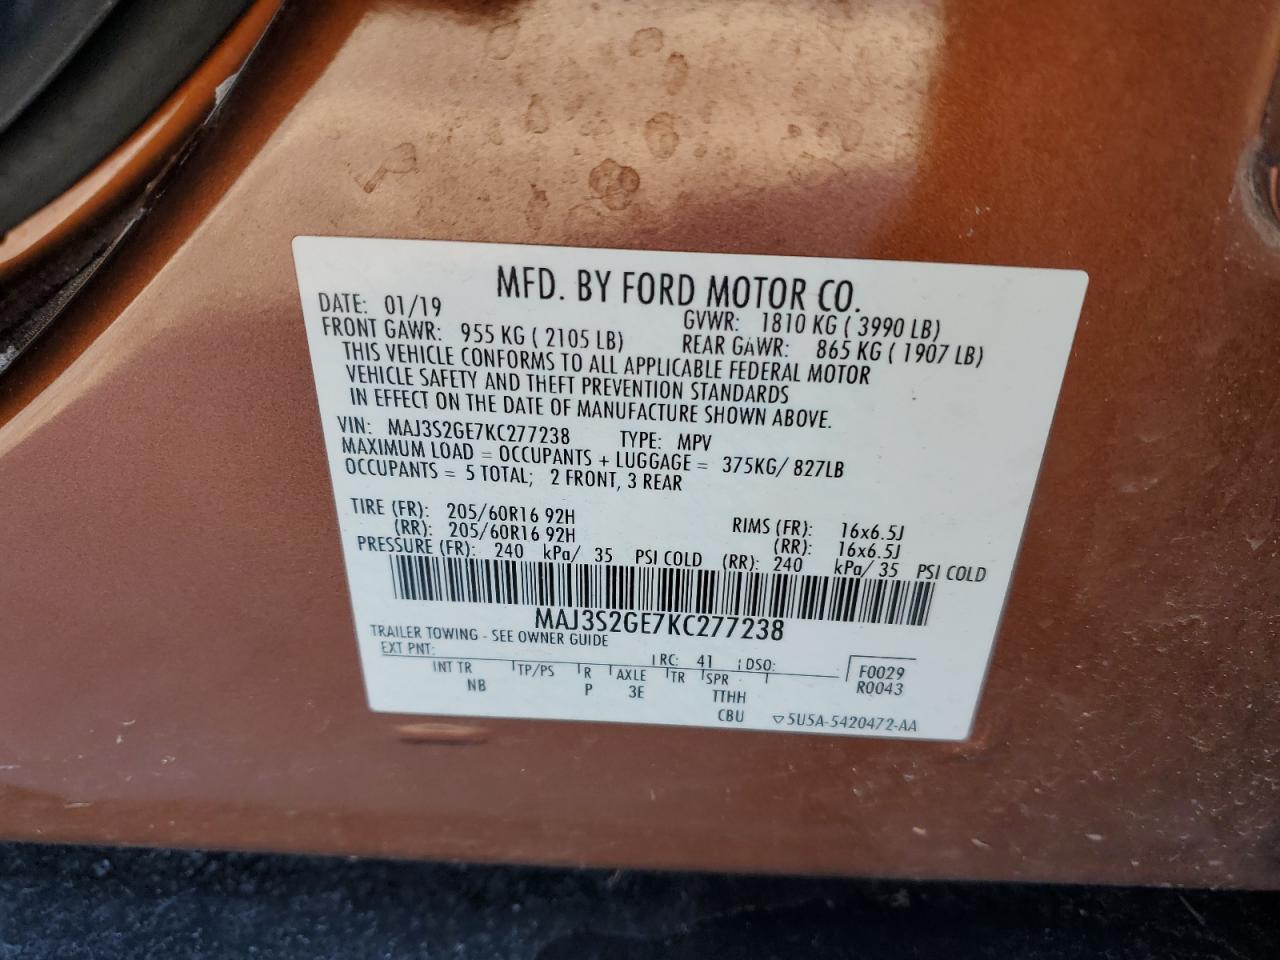 MFD. BY FORD MOTOR CO.
DATE: 01/19 GVWR: 1810 KG ( 3990 LB)
FRONT GAWR: 955 KG ( 2105 LB) REAR GAWR: 865 KG ( 1907 LB)
THIS VEHICLE CONFORMS TO ALL APPLICABLE FEDERAL MOTOR
VEHICLE SAFETY AND THEFT PREVENTION STANDARDS
IN EFFECT ON THE DATE OF MANUFACTURE SHOWN ABOVE.
VIN: MAJ3S2GE7KC277238 TYPE: MPV
MAXIMUM LOAD = OCCUPANTS + LUGGAGE = 375KG/ 827LB
OCCUPANTS = 5 TOTAL; 2 FRONT, 3 REAR
TIRE (FR): 205/60R16 92H RIMS (FR): 16x6.5J
(RR): 205/60R16 92H (RR): 16x6.5J
PRESSURE (FR): 240 kPa/ 35 PSI COLD (RR): 240 kPa/ 35 PSI COLD
MAJ3S2GE7KC277238
TRAILER TOWING - SEE OWNER GUIDE
EXT PNT: RC: 41 DSO: F0029
INT TR TP/PS R AXLE TR SPR R0043
NB P 3E TTHH
CBU ▽5U5A-5420472-AA